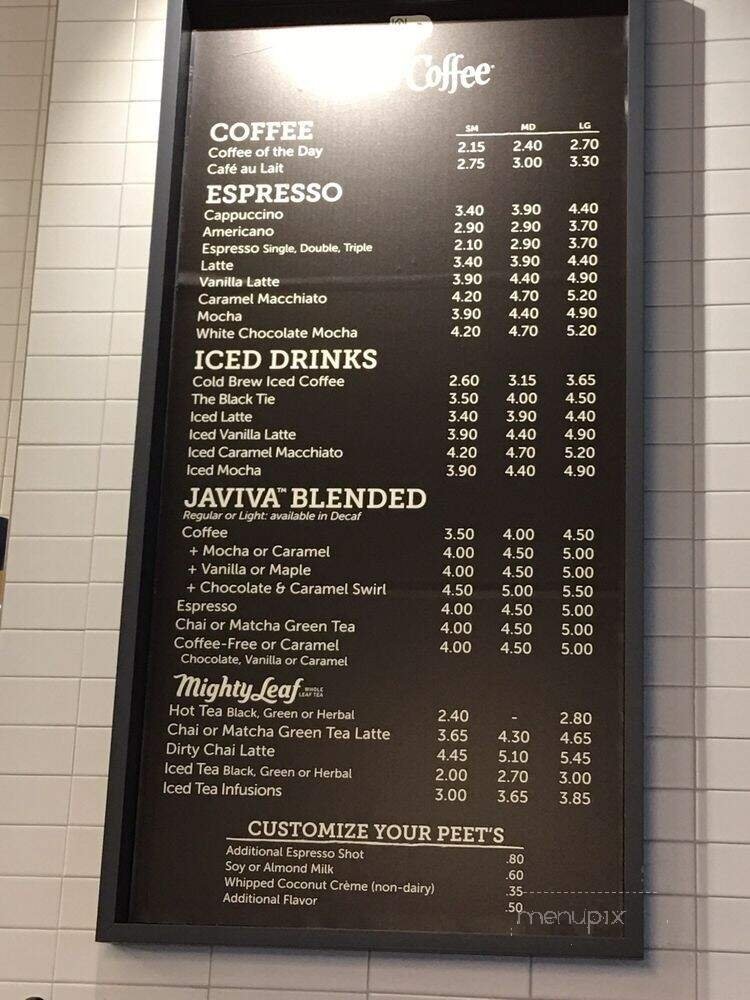 Coffee
COFFEE SM MD LG
Coffee of the Day 2.15 2.40 2.70
Café au Lait 2.75 3.00 3.30
ESPRESSO
Cappuccino 3.40 3.90 4.40
Americano 2.90 2.90 3.70
Espresso Single, Double, Triple 2.10 2.90 3.70
Latte 3.40 3.90 4.40
Vanilla Latte 3.90 4.40 4.90
Caramel Macchiato 4.20 4.70 5.20
Mocha 3.90 4.40 4.90
White Chocolate Mocha 4.20 4.70 5.20
ICED DRINKS
Cold Brew Iced Coffee 2.60 3.15 3.65
The Black Tie 3.50 4.00 4.50
Iced Latte 3.40 3.90 4.40
Iced Vanilla Latte 3.90 4.40 4.90
Iced Caramel Macchiato 4.20 4.70 5.20
Iced Mocha 3.90 4.40 4.90
JAVIVA™ BLENDED
Regular or Light: available in Decaf
Coffee 3.50 4.00 4.50
+ Mocha or Caramel 4.00 4.50 5.00
+ Vanilla or Maple 4.00 4.50 5.00
+ Chocolate & Caramel Swirl 4.50 5.00 5.50
Espresso 4.00 4.50 5.00
Chai or Matcha Green Tea 4.00 4.50 5.00
Coffee-Free or Caramel 4.00 4.50 5.00
Chocolate, Vanilla or Caramel
Mighty Leaf WHOLE LEAF TEA
Hot Tea Black, Green or Herbal 2.40 - 2.80
Chai or Matcha Green Tea Latte 3.65 4.30 4.65
Dirty Chai Latte 4.45 5.10 5.45
Iced Tea Black, Green or Herbal 2.00 2.70 3.00
Iced Tea Infusions 3.00 3.65 3.85
CUSTOMIZE YOUR PEET'S
Additional Espresso Shot .80
Soy or Almond Milk .60
Whipped Coconut Crème (non-dairy) .35
Additional Flavor .50
menupix